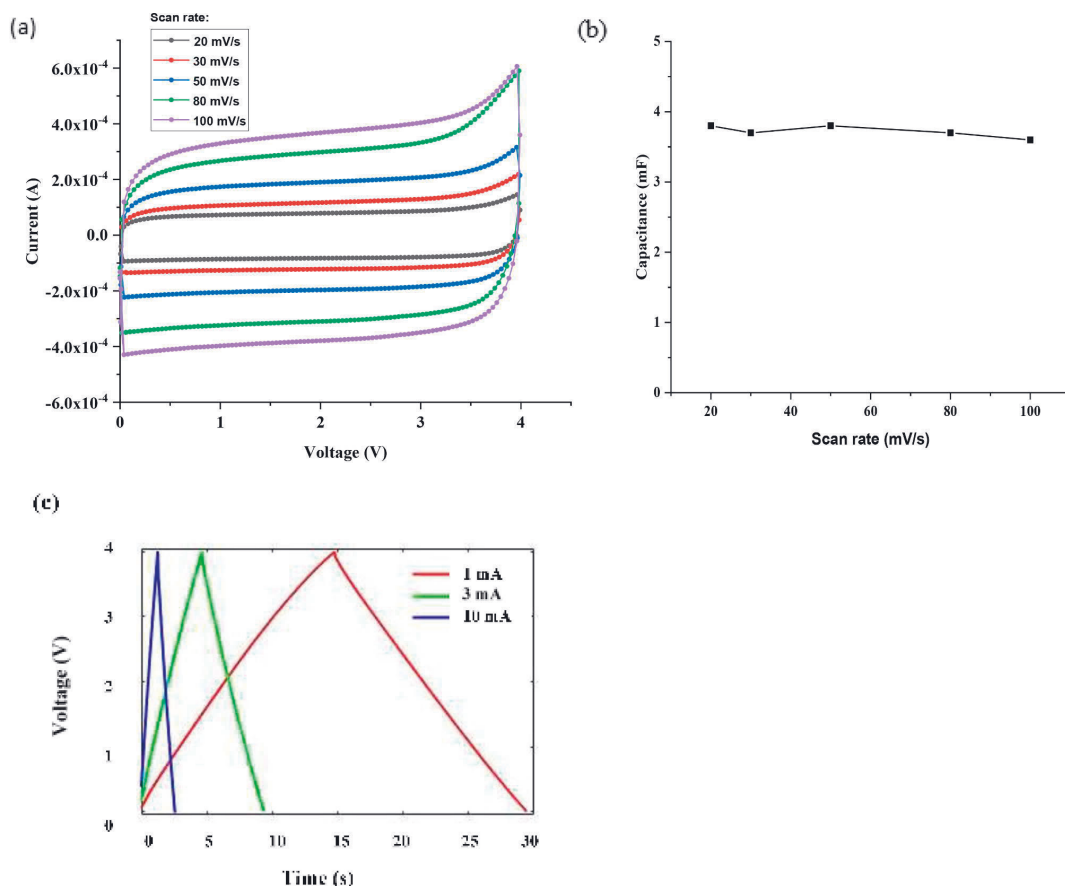 (a)
Scan rate:
20 mV/s
30 mV/s
50 mV/s
80 mV/s
100 mV/s
6.0x10⁻⁴
4.0x10⁻⁴
2.0x10⁻⁴
0.0
-2.0x10⁻⁴
-4.0x10⁻⁴
-6.0x10⁻⁴
Current (A)
0 1 2 3 4
Voltage (V)
(b)
5
4
3
2
1
0
Capacitance (mF)
20 40 60 80 100
Scan rate (mV/s)
(c)
4
3
2
1
0
Voltage (V)
1 mA
3 mA
10 mA
0 5 10 15 20 25 30
Time (s)